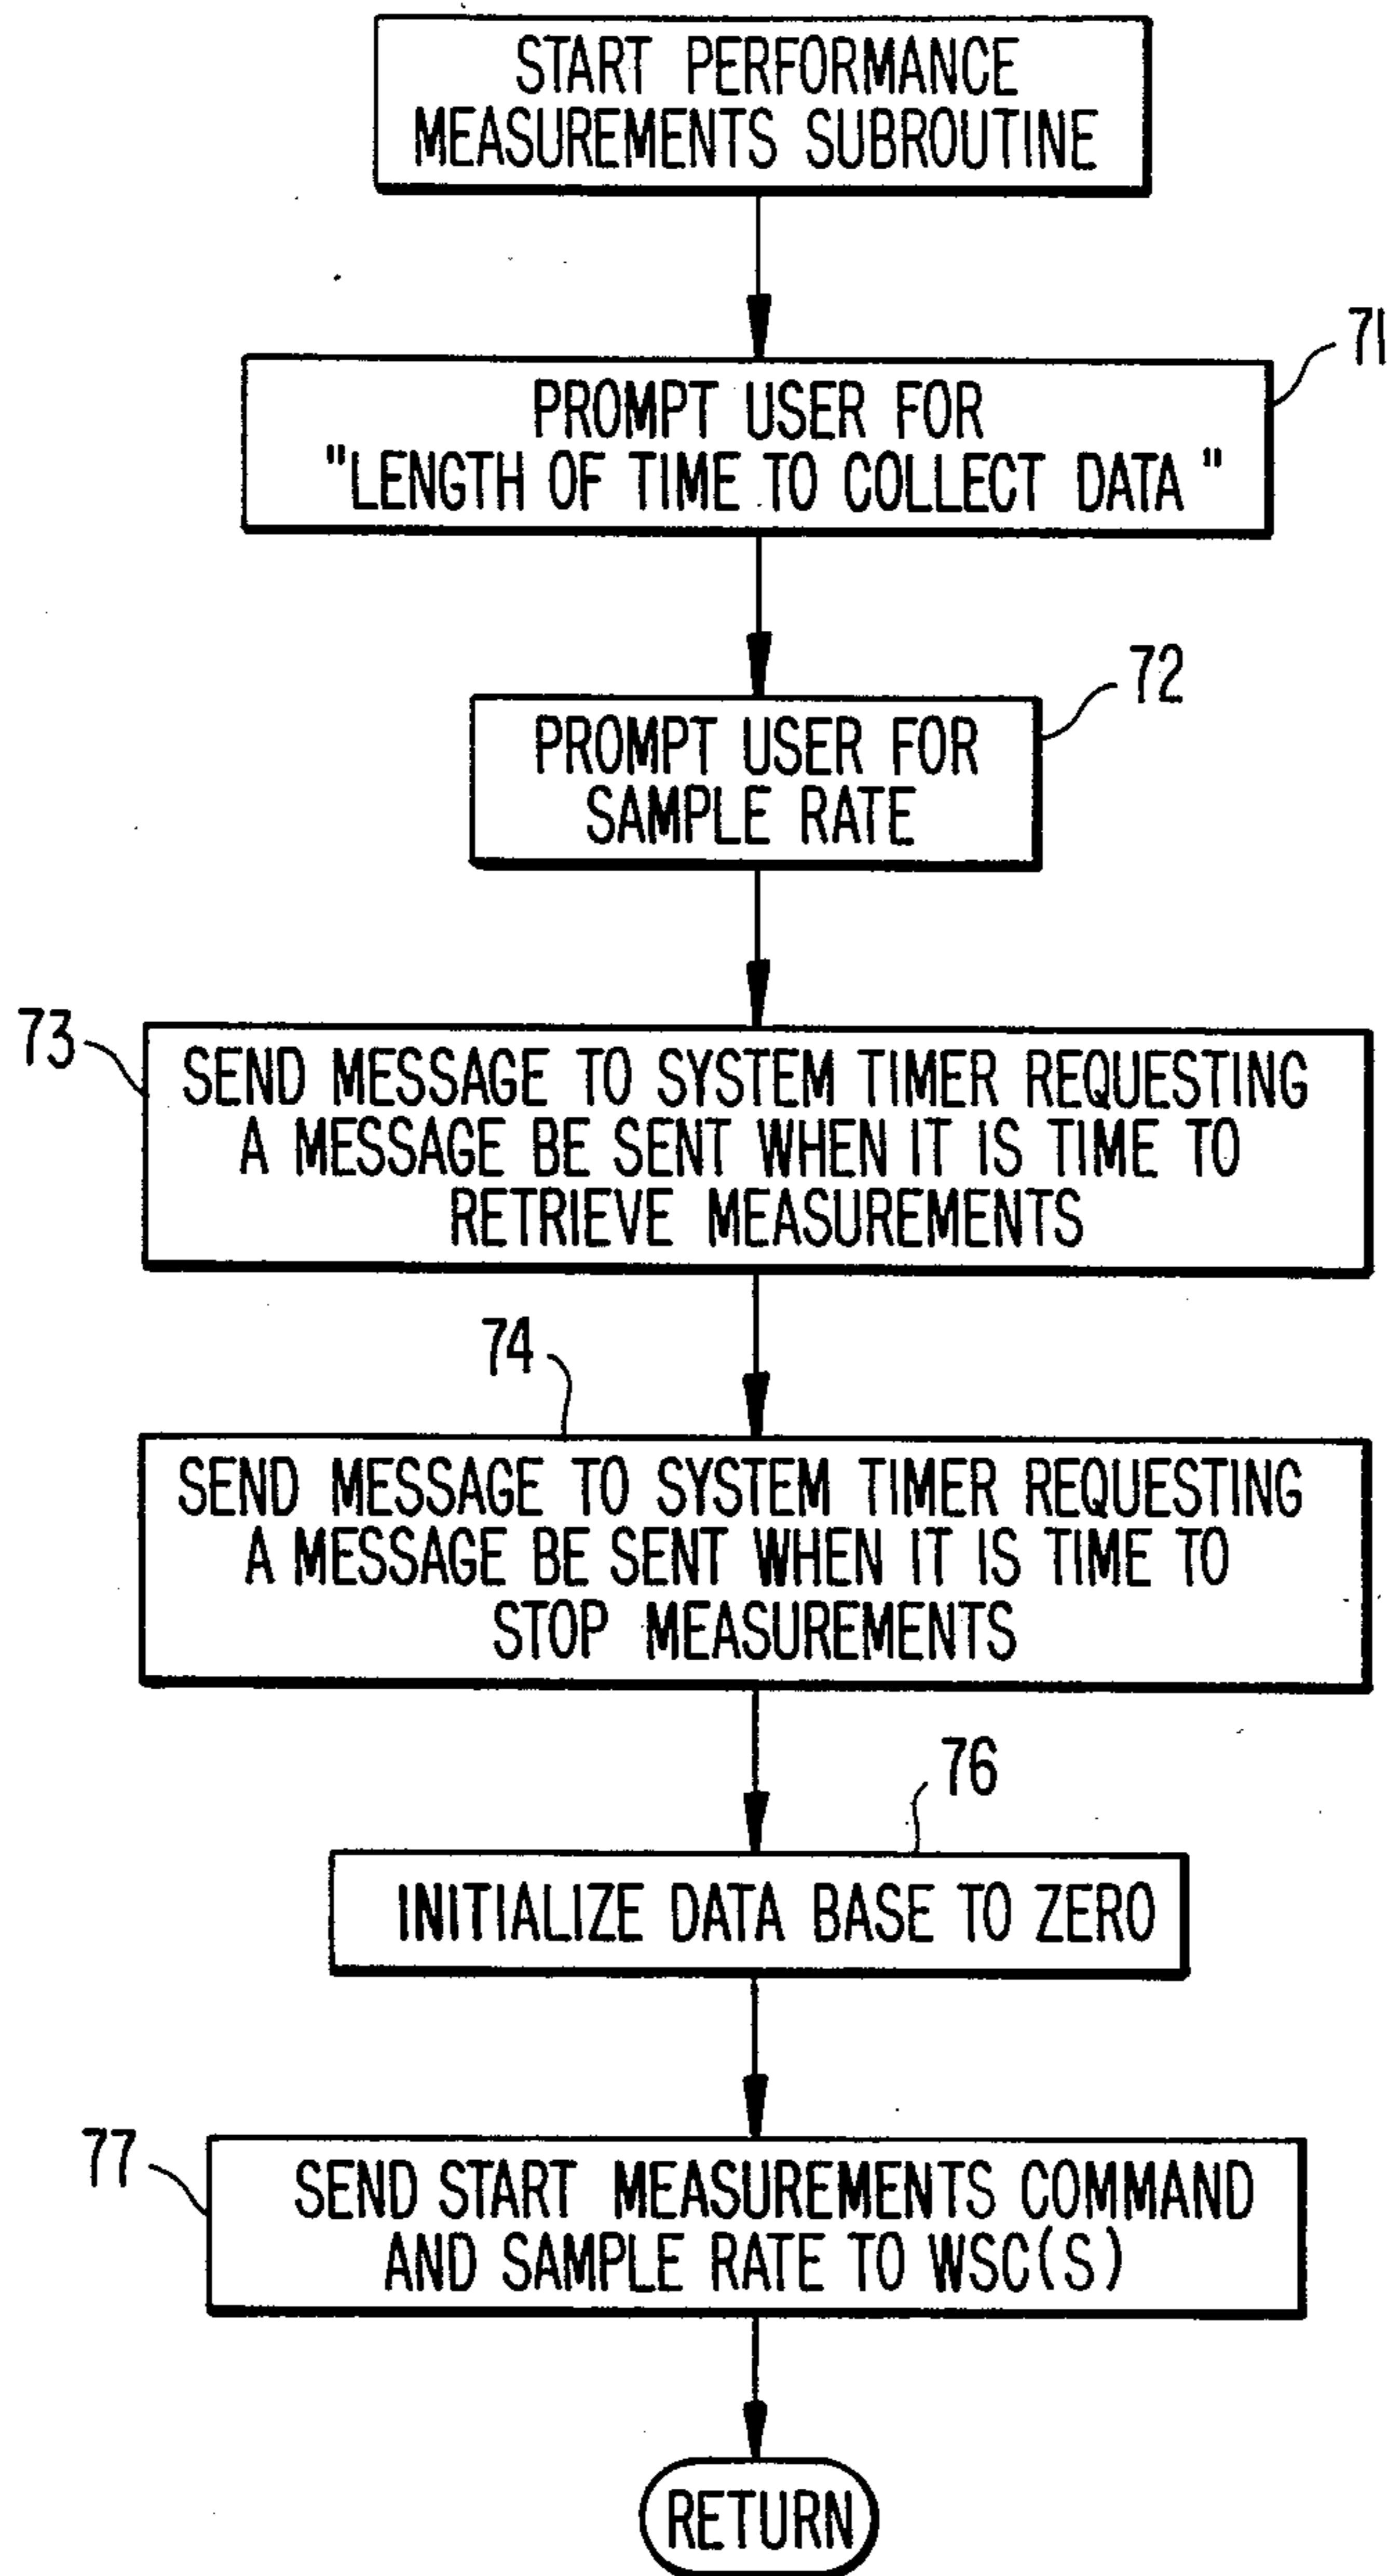 START PERFORMANCE
MEASUREMENTS SUBROUTINE
71
PROMPT USER FOR
"LENGTH OF TIME TO COLLECT DATA"
72
PROMPT USER FOR
SAMPLE RATE
73
SEND MESSAGE TO SYSTEM TIMER REQUESTING
A MESSAGE BE SENT WHEN IT IS TIME TO
RETRIEVE MEASUREMENTS
74
SEND MESSAGE TO SYSTEM TIMER REQUESTING
A MESSAGE BE SENT WHEN IT IS TIME TO
STOP MEASUREMENTS
76
INITIALIZE DATA BASE TO ZERO
77
SEND START MEASUREMENTS COMMAND
AND SAMPLE RATE TO WSC(S)
RETURN